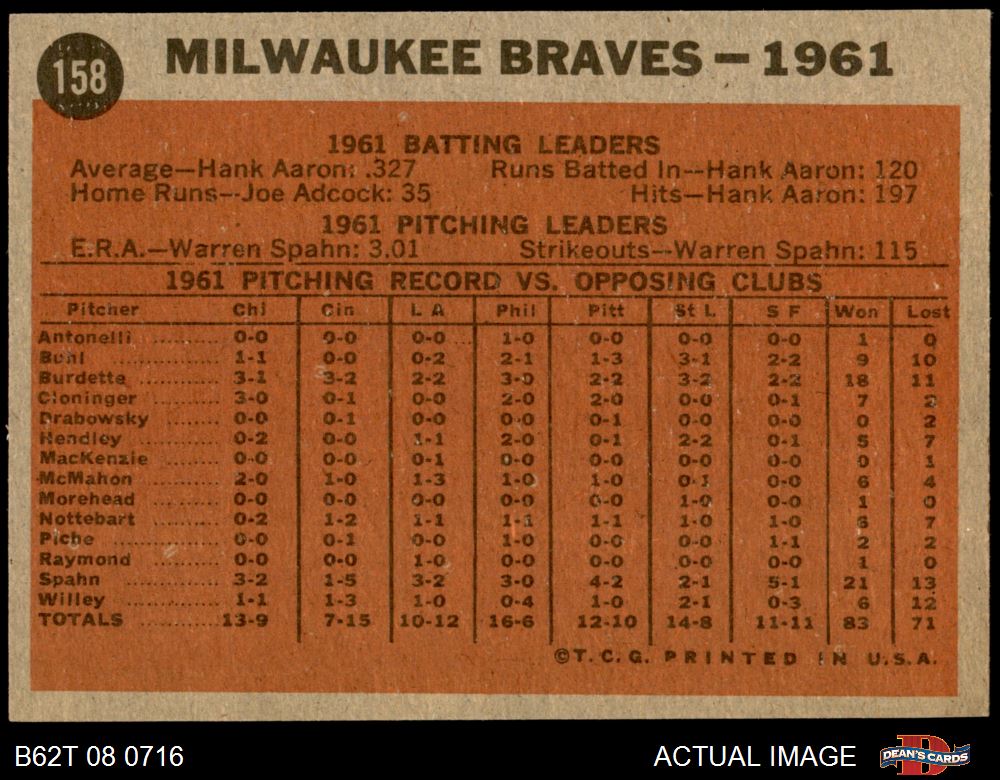 158
MILWAUKEE BRAVES – 1961
1961 BATTING LEADERS
Average—Hank Aaron: .327 Runs Batted In--Hank Aaron: 120
Home Runs--Joe Adcock: 35 Hits—Hank Aaron: 197
1961 PITCHING LEADERS
E.R.A.—Warren Spahn: 3.01 Strikeouts—Warren Spahn: 115
1961 PITCHING RECORD VS. OPPOSING CLUBS
Pitcher Chi Cin L A Phil Pitt St L S F Won Lost
Antonelli .......... 0-0 0-0 0-0 1-0 0-0 0-0 0-0 1 0
Buhl .......... 1-1 0-0 0-2 2-1 1-3 3-1 2-2 9 10
Burdette .......... 3-1 3-2 2-2 3-0 2-2 3-2 2-2 18 11
Cloninger .......... 3-0 0-1 0-0 2-0 2-0 0-0 0-1 7 2
Drabowsky 0-0 0-1 0-0 0-0 0-1 0-0 0-0 0 2
Hendley .......... 0-2 0-0 1-1 2-0 0-1 2-2 0-1 5 7
MacKenzie ........ 0-0 0-0 0-1 0-0 0-0 0-0 0-0 0 1
McMahon .......... 2-0 1-0 1-3 1-0 1-0 0-1 0-0 6 4
Morehead ........ 0-0 0-0 0-0 0-0 0-0 1-0 0-0 1 0
Nottebart .......... 0-2 1-2 1-1 1-1 1-1 1-0 1-0 6 7
Piche .......... 0-0 0-1 0-0 1-0 0-0 0-0 1-1 2 2
Raymond .......... 0-0 0-0 1-0 0-0 0-0 0-0 0-0 1 0
Spahn .......... 3-2 1-5 3-2 3-0 4-2 2-1 5-1 21 13
Willey .......... 1-1 1-3 1-0 0-4 1-0 2-1 0-3 6 12
TOTALS .......... 13-9 7-15 10-12 16-6 12-10 14-8 11-11 83 71
©T.C.G. PRINTED IN U.S.A.
B62T 08 0716 ACTUAL IMAGE DEAN'S CARDS